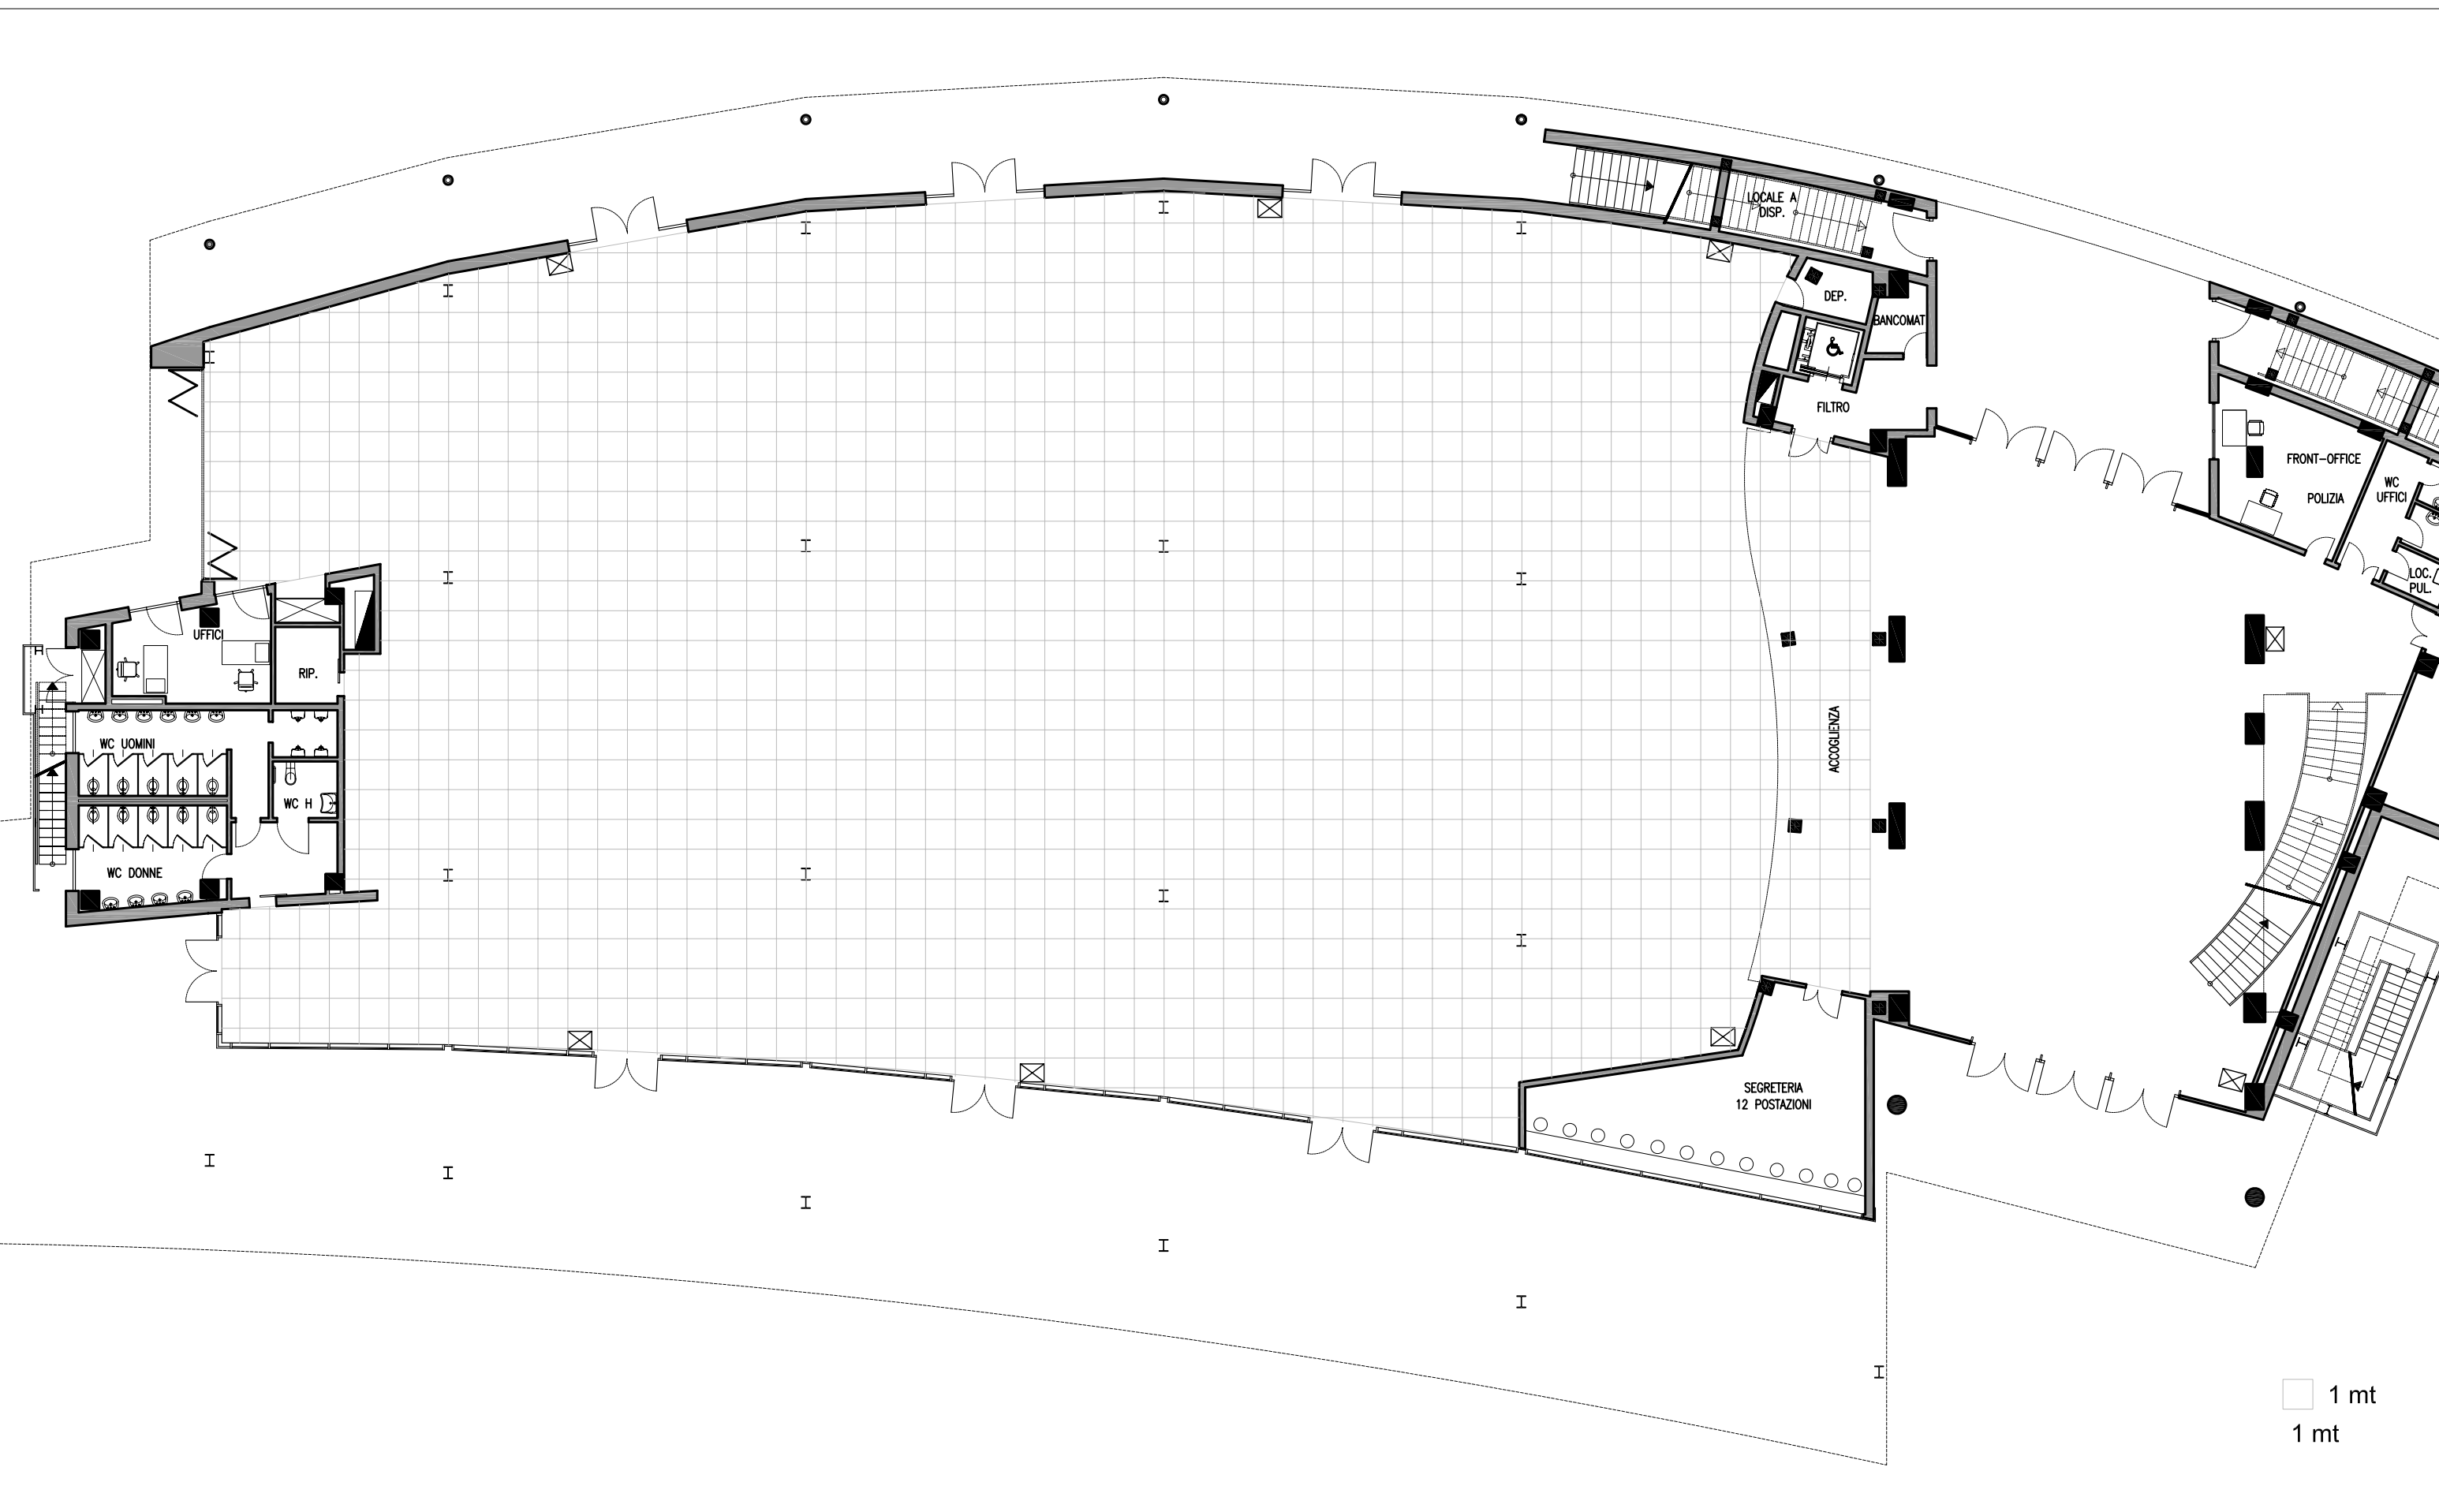 LOCALE A
DISP.
DEP.
BANCOMAT
FILTRO
FRONT-OFFICE
POLIZIA
WC
UFFICI
LOC.
PUL.
UFFICI
RIP.
WC UOMINI
WC H
WC DONNE
ACCOGLIENZA
SEGRETERIA
12 POSTAZIONI
1 mt
1 mt